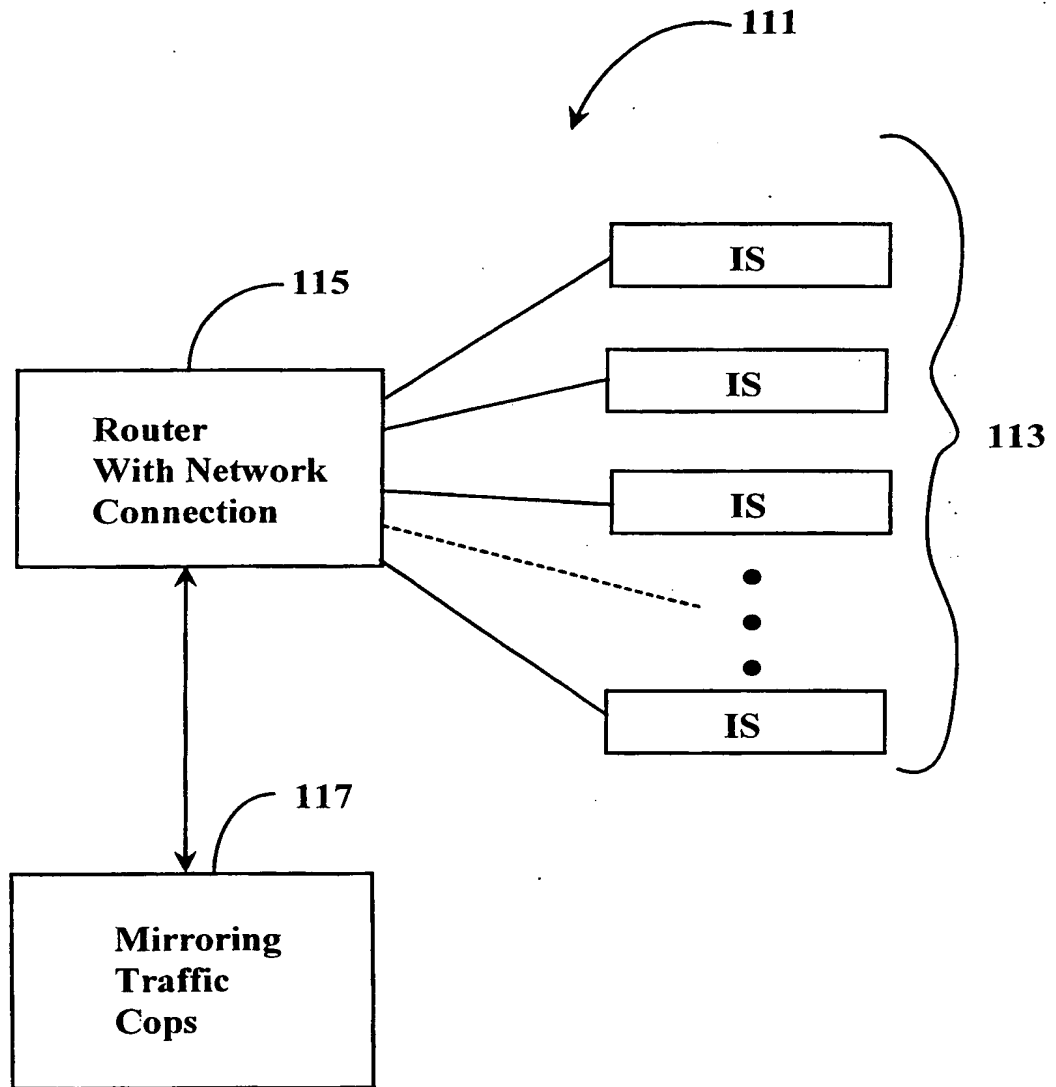 111
IS
115
IS
Router
With Network
Connection
113
IS
IS
117
Mirroring
Traffic
Cops